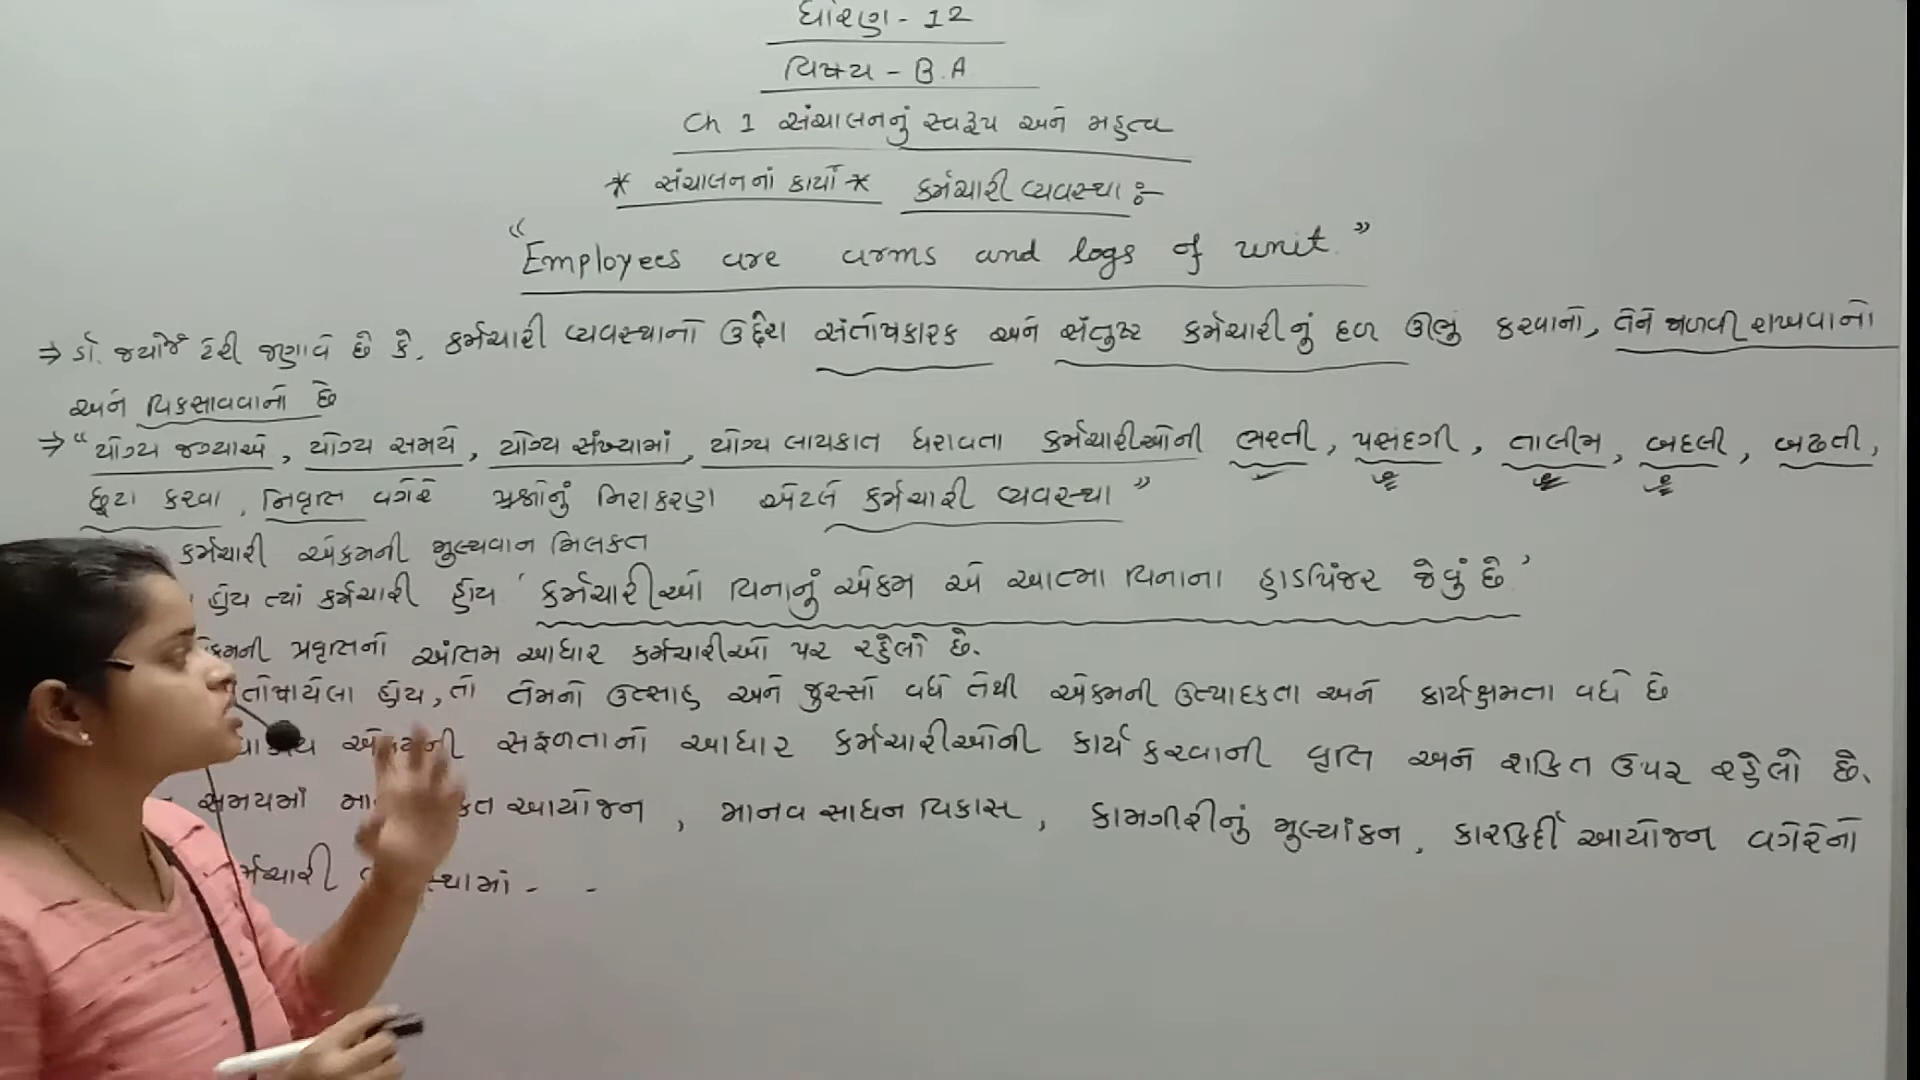 ધોરણ - 12
વિષય - B.A
Ch 1 સંચાલનનું સ્વરૂપ અને મહત્વ
* સંચાલનનાં કાર્યો * કર્મચારી વ્યવસ્થા :-
"Employees are arms and logs of unit."
⇒ ડૉ. જયોર્જ ટેરી જણાવે છે કે, કર્મચારી વ્યવસ્થાનો ઉદ્દેશ સંતોષકારક અને સંતુષ્ટ કર્મચારીનું દળ ઊભું કરવાનો, તેને જાળવી રાખવાનો
અને વિકસાવવાનો છે
⇒ "યોગ્ય જગ્યાએ, યોગ્ય સમયે, યોગ્ય સંખ્યામાં, યોગ્ય લાયકાત ધરાવતા કર્મચારીઓની ભરતી, પસંદગી, તાલીમ, બદલી, બઢતી,
છૂટા કરવા, નિવૃતિ વગેરે પ્રશ્નોનું નિરાકરણ એટલે કર્મચારી વ્યવસ્થા"
કર્મચારી એકમની મુલ્યવાન મિલકત
હોય ત્યાં કર્મચારી હોય 'કર્મચારીઓ વિનાનું એકમ એ આત્મા વિનાના હાડપિંજર જેવું છે.'
પ્રવૃતિનો અંતિમ આધાર કર્મચારીઓ પર રહેલો છે.
હોય, તો તેમનો ઉત્સાહ અને જુસ્સો વધે તેથી એકમની ઉત્પાદકતા અને કાર્યક્ષમતા વધે છે
સફળતાનો આધાર કર્મચારીઓની કાર્ય કરવાની વૃતિ અને શક્તિ ઉપર રહેલો છે.
સમયમાં આયોજન, માનવ સાધન વિકાસ, કામગીરીનું મુલ્યાંકન, કારકિર્દી આયોજન વગેરેનો